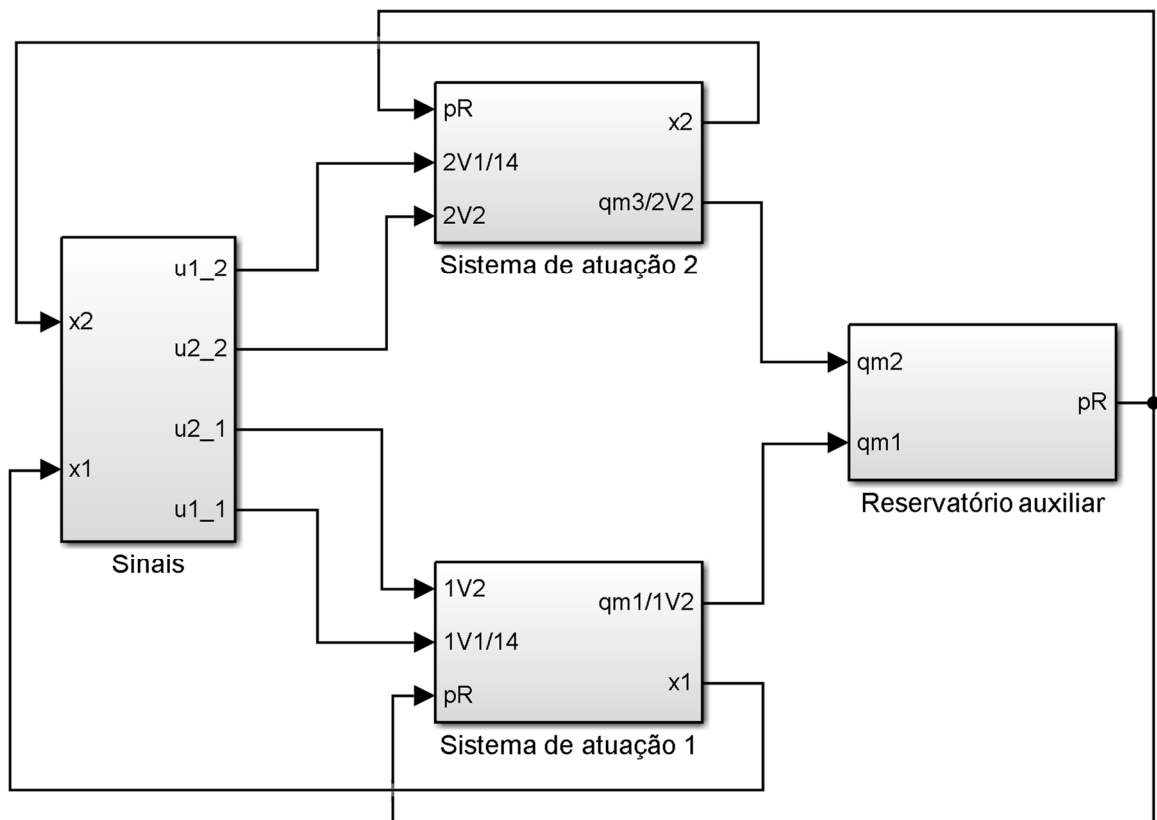 pR
2V1/14
2V2
x2
qm3/2V2
Sistema de atuação 2
x2
x1
u1_2
u2_2
u2_1
u1_1
Sinais
qm2
qm1
pR
Reservatório auxiliar
1V2
1V1/14
pR
qm1/1V2
x1
Sistema de atuação 1